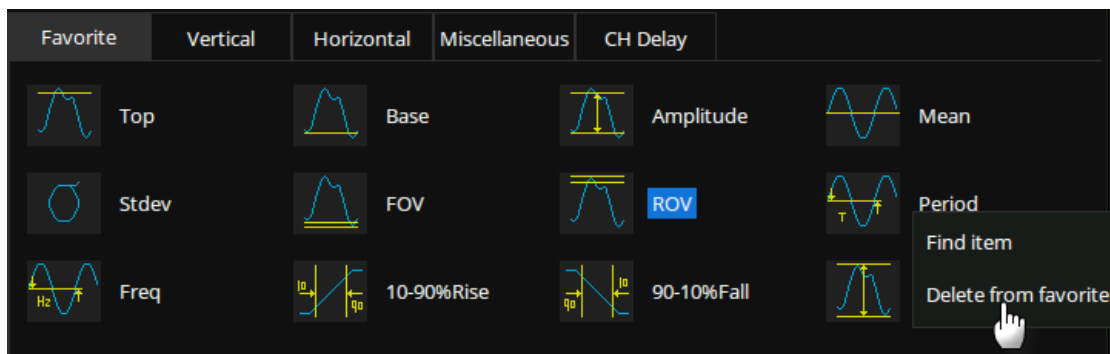 Favorite Vertical Horizontal Miscellaneous CH Delay
Top Base Amplitude Mean
Stdev FOV ROV Period
T
Find item
Hz Freq 10 90 10-90%Rise 90 10 90-10%Fall
Delete from favorite